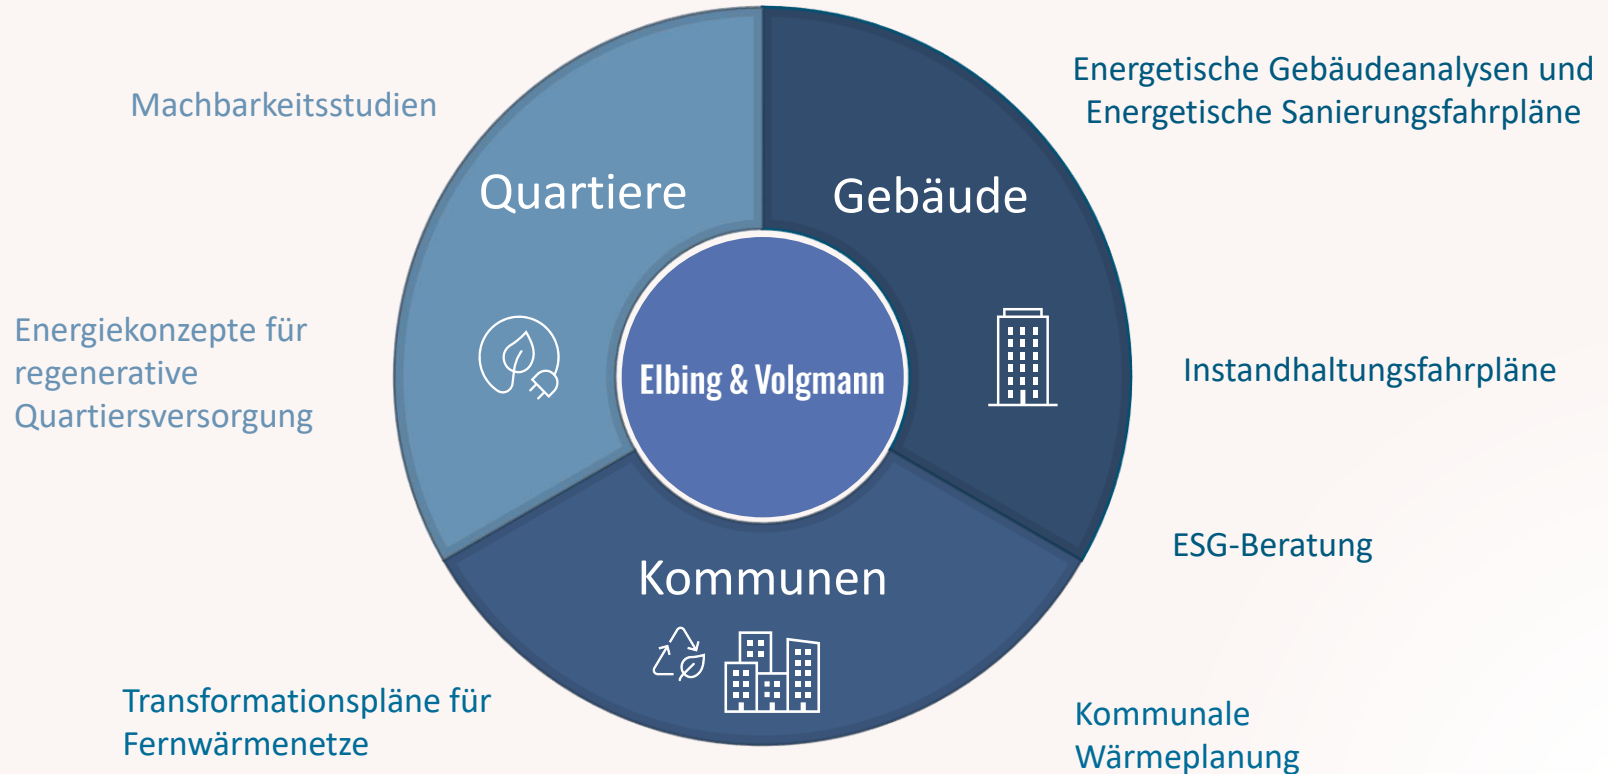 Machbarkeitsstudien
Energetische Gebäudeanalysen und
Energetische Sanierungsfahrpläne
Quartiere
Gebäude
Energiekonzepte für
regenerative
Quartiersversorgung
Elbing & Volgmann
Instandhaltungsfahrpläne
ESG-Beratung
Kommunen
Transformationspläne für
Fernwärmenetze
Kommunale
Wärmeplanung